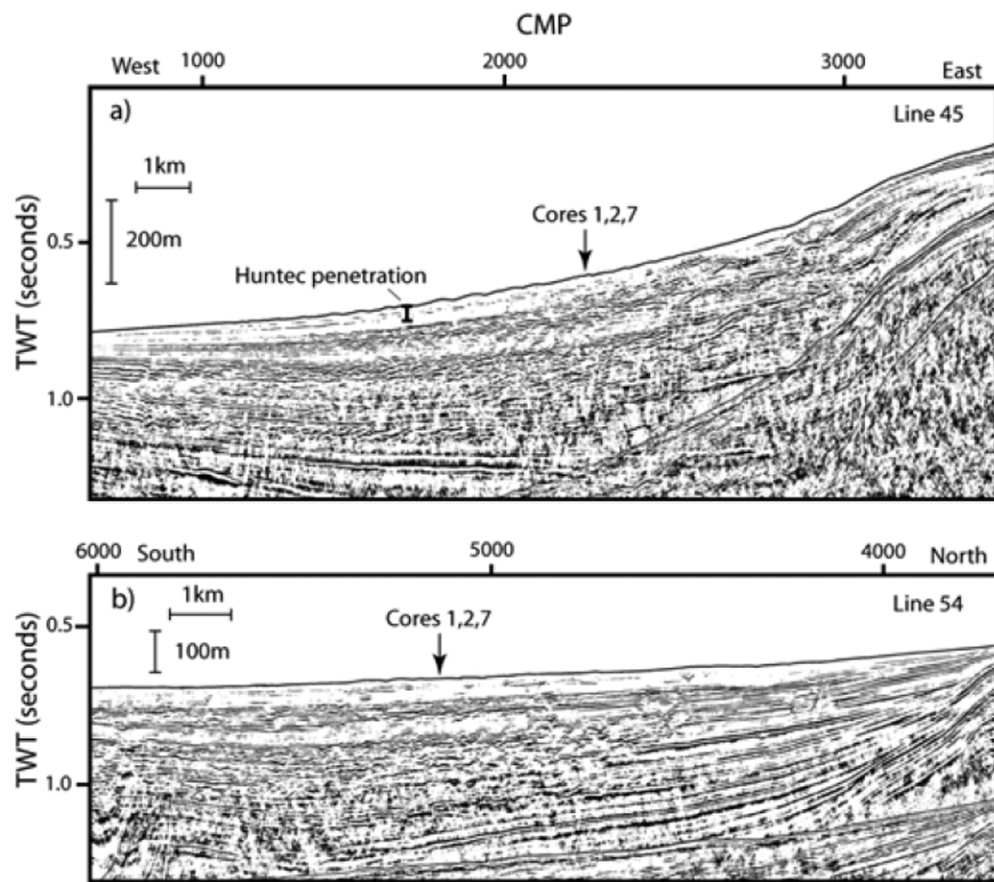 CMP
West 1000 2000 3000 East
a) Line 45
1km
200m
Cores 1,2,7
Huntec penetration
TWT (seconds)
0.5
1.0
6000 South 5000 4000 North
b) Line 54
1km
100m
Cores 1,2,7
TWT (seconds)
0.5
1.0